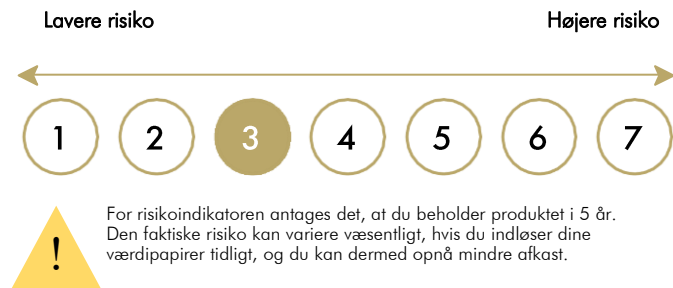 Lavere risiko
Højere risiko
1 2 3 4 5 6 7
!
For risikoindikatoren antages det, at du beholder produktet i 5 år.
Den faktiske risiko kan variere væsentligt, hvis du indløser dine
værdipapirer tidligt, og du kan dermed opnå mindre afkast.